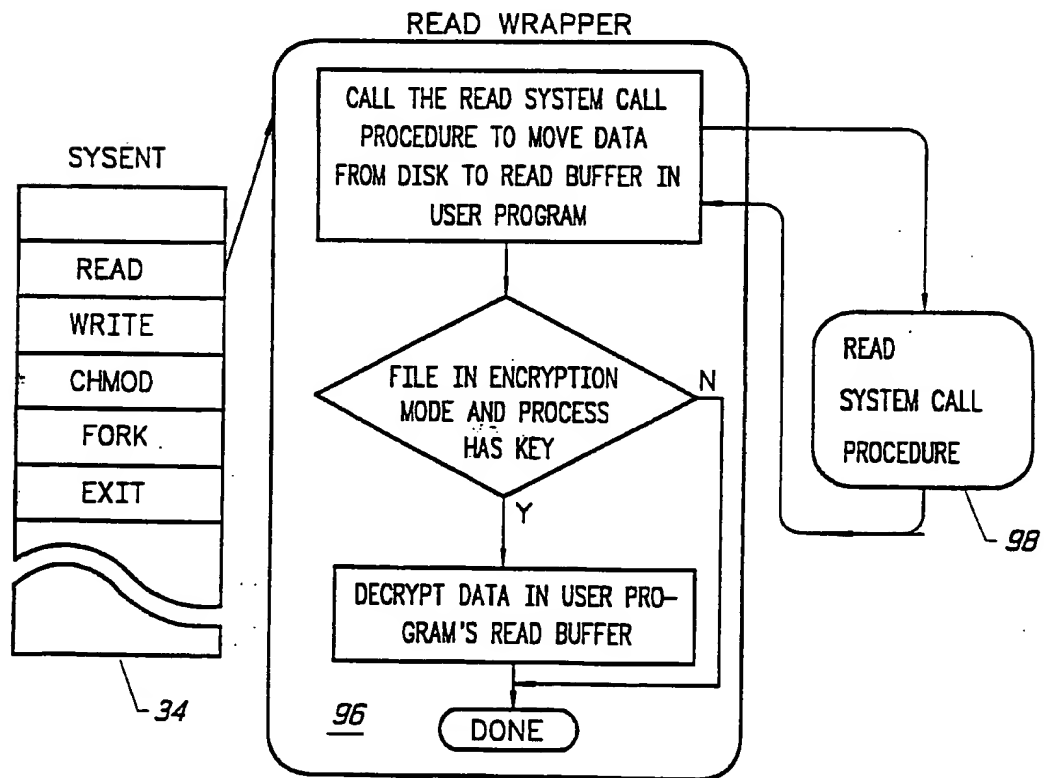 READ WRAPPER
CALL THE READ SYSTEM CALL
PROCEDURE TO MOVE DATA
FROM DISK TO READ BUFFER IN
USER PROGRAM
SYSENT
READ
WRITE
CHMOD
FORK
EXIT
34
FILE IN ENCRYPTION
MODE AND PROCESS
HAS KEY
N
Y
READ
SYSTEM CALL
PROCEDURE
98
DECRYPT DATA IN USER PRO-
GRAM'S READ BUFFER
96
DONE